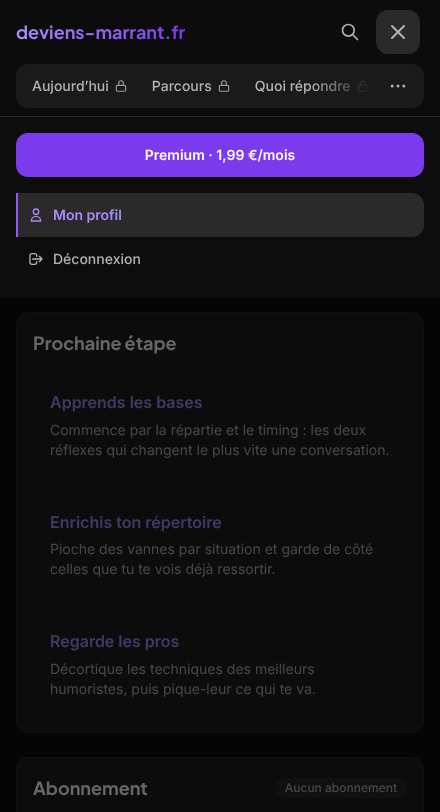 deviens-marrant.fr
Aujourd'hui
Parcours
Quoi répondre
Premium · 1,99 €/mois
Mon profil
Déconnexion
Prochaine étape
Apprends les bases
Commence par la répartie et le timing : les deux
réflexes qui changent le plus vite une conversation.
Enrichis ton répertoire
Pioche des vannes par situation et garde de côté
celles que tu te vois déjà ressortir.
Regarde les pros
Décortique les techniques des meilleurs
humoristes, puis pique-leur ce qui te va.
Abonnement
Aucun abonnement